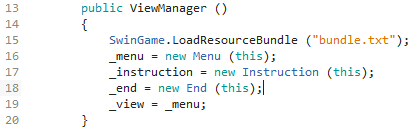 13 public ViewManager ()
14 {
15 SwinGame.LoadResourceBundle ("bundle.txt");
16 _menu = new Menu (this);
17 _instruction = new Instruction (this);
18 _end = new End (this);
19 _view = _menu;
20 }